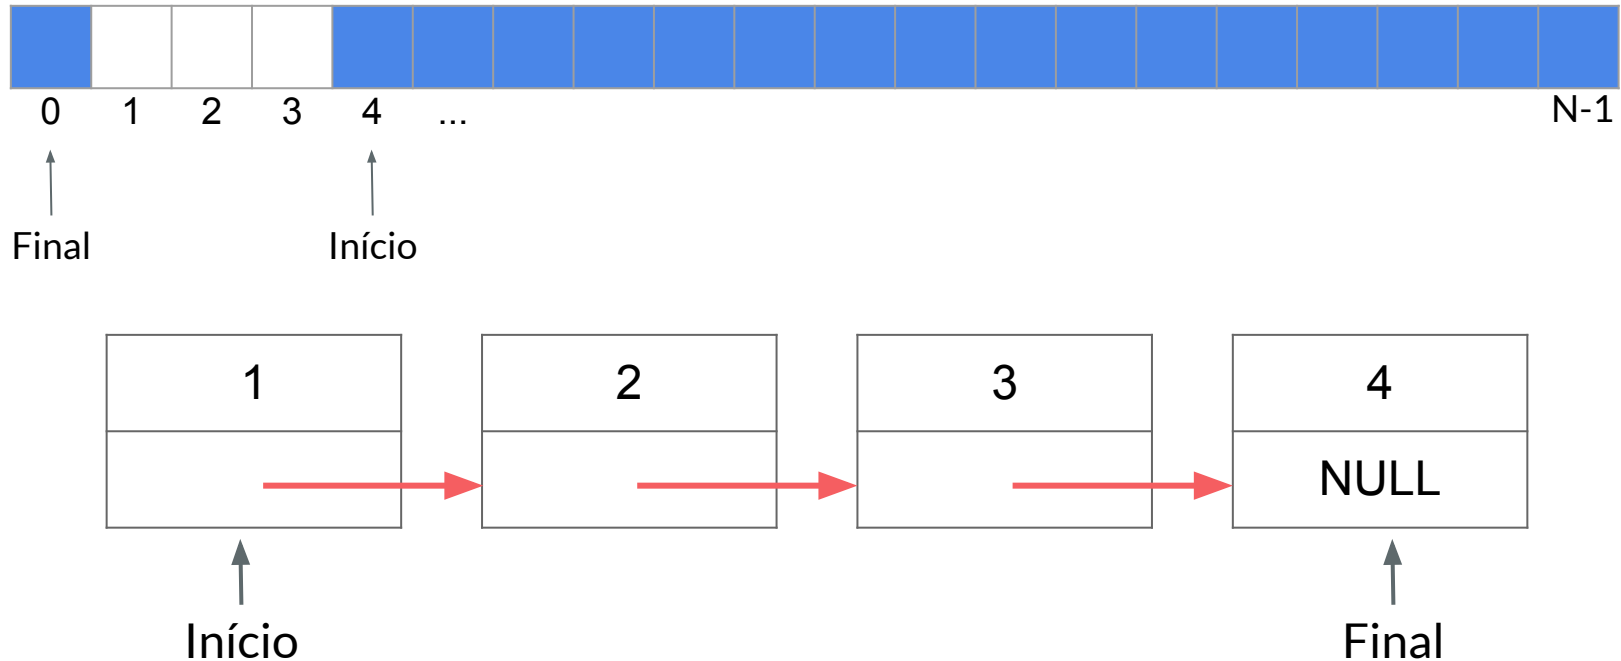 0 1 2 3 4 ... N-1
Final Início
1 2 3 4
NULL
Início Final